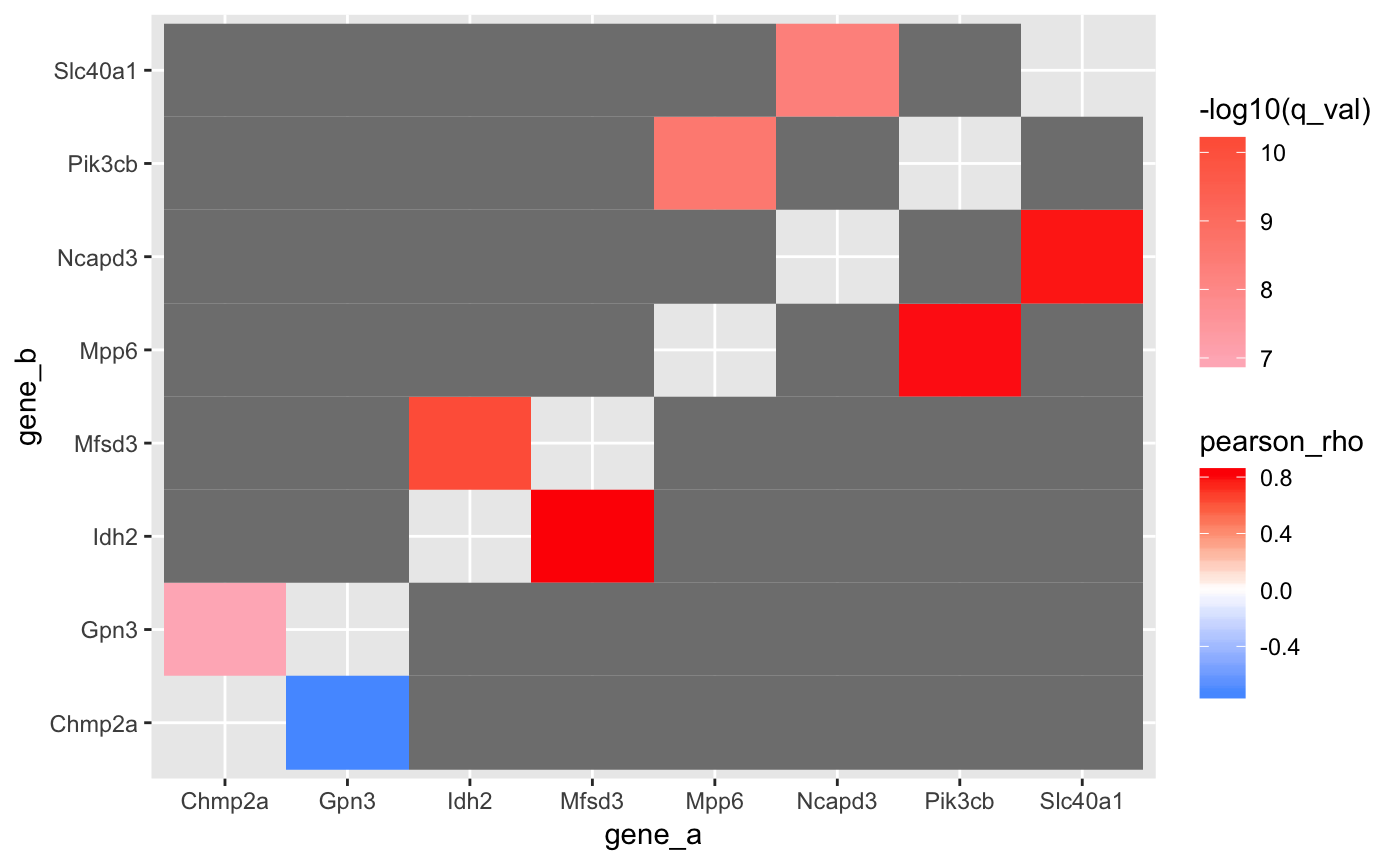 Slc40a1
Pik3cb
Ncapd3
Mpp6
Mfsd3
Idh2
Gpn3
Chmp2a
gene_b
Chmp2a Gpn3 Idh2 Mfsd3 Mpp6 Ncapd3 Pik3cb Slc40a1
gene_a
-log10(q_val)
10
9
8
7
pearson_rho
0.8
0.4
0.0
-0.4